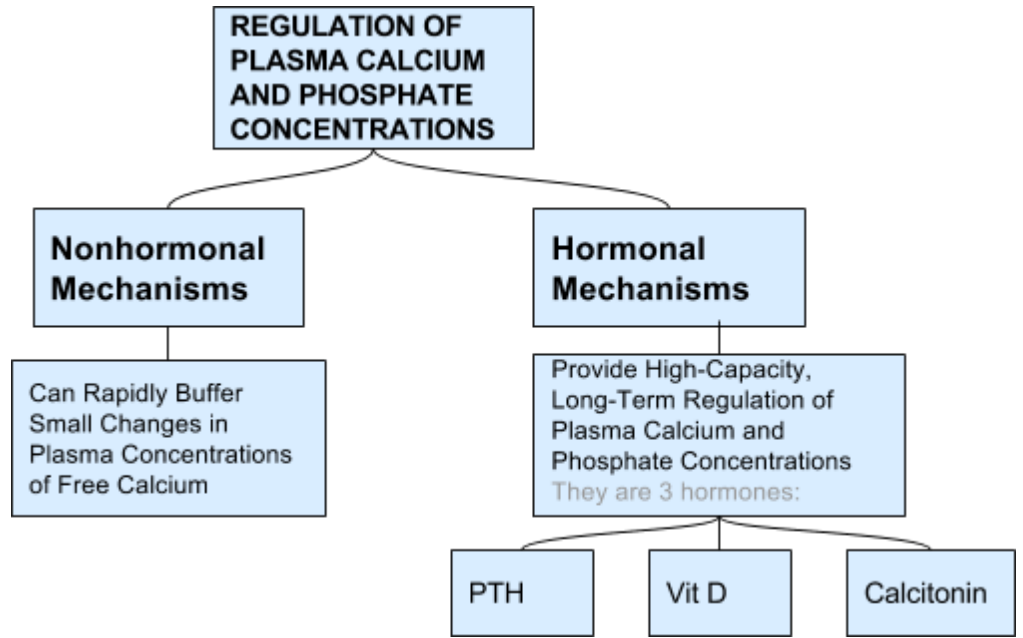 REGULATION OF
PLASMA CALCIUM
AND PHOSPHATE
CONCENTRATIONS
Nonhormonal
Mechanisms
Hormonal
Mechanisms
Can Rapidly Buffer
Small Changes in
Plasma Concentrations
of Free Calcium
Provide High-Capacity,
Long-Term Regulation of
Plasma Calcium and
Phosphate Concentrations
They are 3 hormones:
PTH
Vit D
Calcitonin